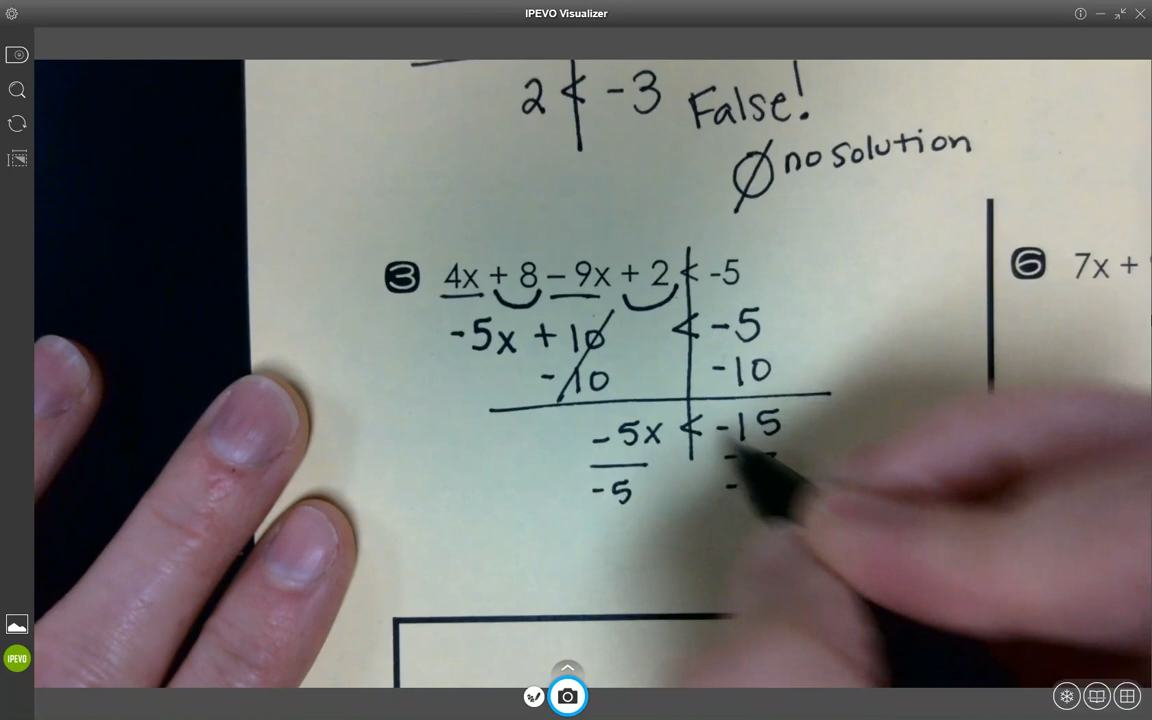 IPEVO Visualizer
2 < -3 False!
∅ no solution
3 4x + 8 - 9x + 2 < -5
-5x + 10 < -5
-10 -10
-5x < -15
-5 -
6 7x +
IPEVO